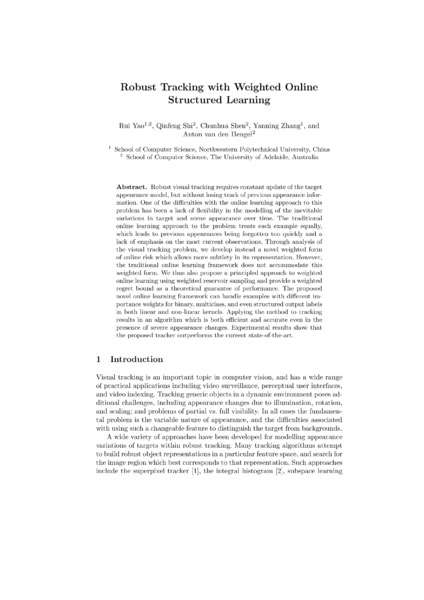 Robust Tracking with Weighted Online
Structured Learning
Rui Yao1,2, Qinfeng Shi2, Chunhua Shen2, Yanning Zhang1, and
Anton van den Hengel2
1 School of Computer Science, Northwestern Polytechnical University, China
2 School of Computer Science, The University of Adelaide, Australia
Abstract. Robust visual tracking requires constant update of the target
appearance model, but without losing track of previous appearance infor-
mation. One of the difficulties with the online learning approach to this
problem has been a lack of flexibility in the modelling of the inevitable
variations in target and scene appearance over time. The traditional
online learning approach to the problem treats each example equally,
which leads to previous appearances being forgotten too quickly and a
lack of emphasis on the most current observations. Through analysis of
the visual tracking problem, we develop instead a novel weighted form
of online risk which allows more subtlety in its representation. However,
the traditional online learning framework does not accommodate this
weighted form. We thus also propose a principled approach to weighted
online learning using weighted reservoir sampling and provide a weighted
regret bound as a theoretical guarantee of performance. The proposed
novel online learning framework can handle examples with different im-
portance weights for binary, multiclass, and even structured output labels
in both linear and non-linear kernels. Applying the method to tracking
results in an algorithm which is both efficient and accurate even in the
presence of severe appearance changes. Experimental results show that
the proposed tracker outperforms the current state-of-the-art.
1 Introduction
Visual tracking is an important topic in computer vision, and has a wide range
of practical applications including video surveillance, perceptual user interfaces,
and video indexing. Tracking generic objects in a dynamic environment poses ad-
ditional challenges, including appearance changes due to illumination, rotation,
and scaling; and problems of partial vs. full visibility. In all cases the fundamen-
tal problem is the variable nature of appearance, and the difficulties associated
with using such a changeable feature to distinguish the target from backgrounds.
A wide variety of approaches have been developed for modelling appearance
variations of targets within robust tracking. Many tracking algorithms attempt
to build robust object representations in a particular feature space, and search for
the image region which best corresponds to that representation. Such approaches
include the superpixel tracker [1], the integral histogram [2], subspace learning